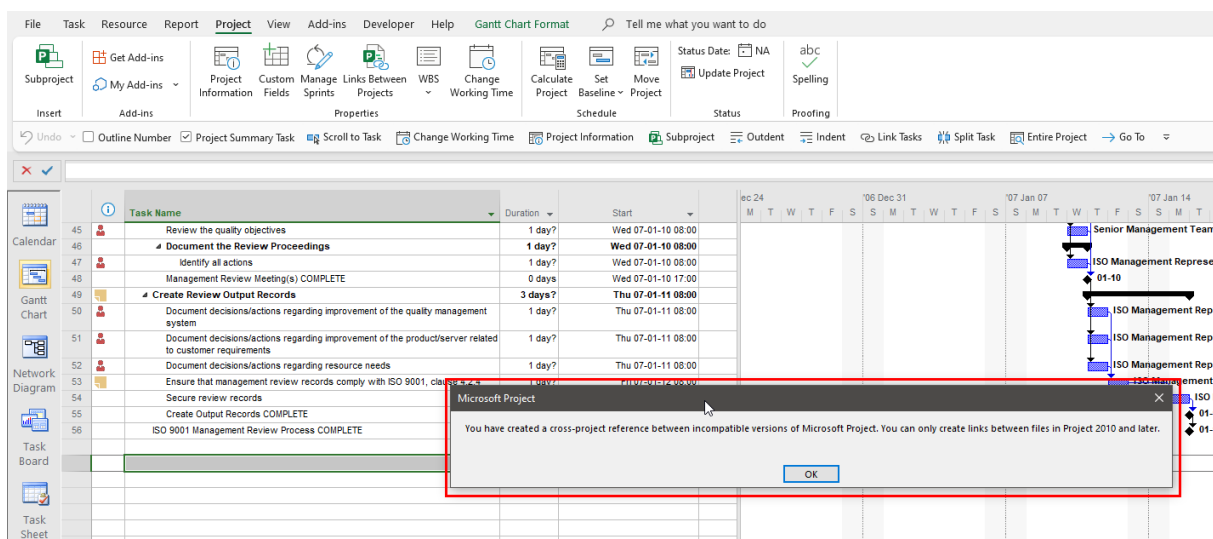 File Task Resource Report Project View Add-ins Developer Help Gantt Chart Format Tell me what you want to do
Subproject
Get Add-ins
My Add-ins
Project Information
Custom Fields
Manage Sprints
Links Between Projects
WBS
Change Working Time
Calculate Project
Set Baseline
Move Project
Status Date: NA
Update Project
abc
Spelling
Insert Add-ins Properties Schedule Status Proofing
Undo Outline Number Project Summary Task Scroll to Task Change Working Time Project Information Subproject Outdent Indent Link Tasks Split Task Entire Project Go To
Calendar
Gantt Chart
Network Diagram
Task Board
Task Sheet
Task Name Duration Start
ec 24 '06 Dec 31 '07 Jan 07 '07 Jan 14
M T W T F S S M T W T F S S M T W T F S S M T
45 Review the quality objectives 1 day? Wed 07-01-10 08:00 Senior Management Team
46 Document the Review Proceedings 1 day? Wed 07-01-10 08:00
47 Identify all actions 1 day? Wed 07-01-10 08:00 ISO Management Represe
48 Management Review Meeting(s) COMPLETE 0 days Wed 07-01-10 17:00 01-10
49 Create Review Output Records 3 days? Thu 07-01-11 08:00
50 Document decisions/actions regarding improvement of the quality management 1 day? Thu 07-01-11 08:00 ISO Management Rep
system
51 Document decisions/actions regarding improvement of the product/server related 1 day? Thu 07-01-11 08:00 ISO Management Rep
to customer requirements
52 Document decisions/actions regarding resource needs 1 day? Thu 07-01-11 08:00 ISO Management Rep
53 Ensure that management review records comply with ISO 9001, clause 4.2.4 1 day? Fri 07-01-12 08:00 ISO Management
54 Secure review records ISO
55 Create Output Records COMPLETE 01-
56 ISO 9001 Management Review Process COMPLETE 01-
Microsoft Project
You have created a cross-project reference between incompatible versions of Microsoft Project. You can only create links between files in Project 2010 and later.
OK